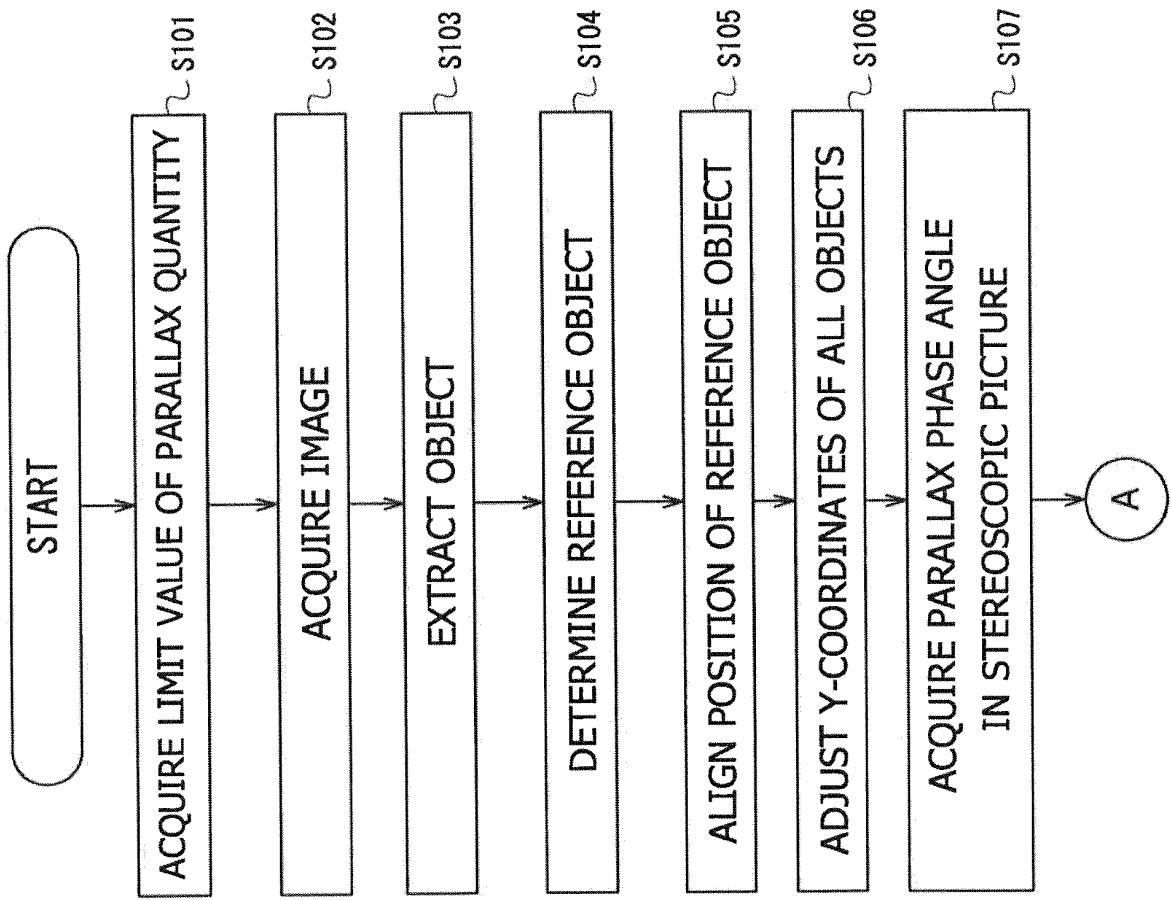 START
ACQUIRE LIMIT VALUE OF PARALLAX QUANTITY
S101
ACQUIRE IMAGE
S102
EXTRACT OBJECT
S103
DETERMINE REFERENCE OBJECT
S104
ALIGN POSITION OF REFERENCE OBJECT
S105
ADJUST Y-COORDINATES OF ALL OBJECTS
S106
ACQUIRE PARALLAX PHASE ANGLE
IN STEREOSCOPIC PICTURE
S107
A